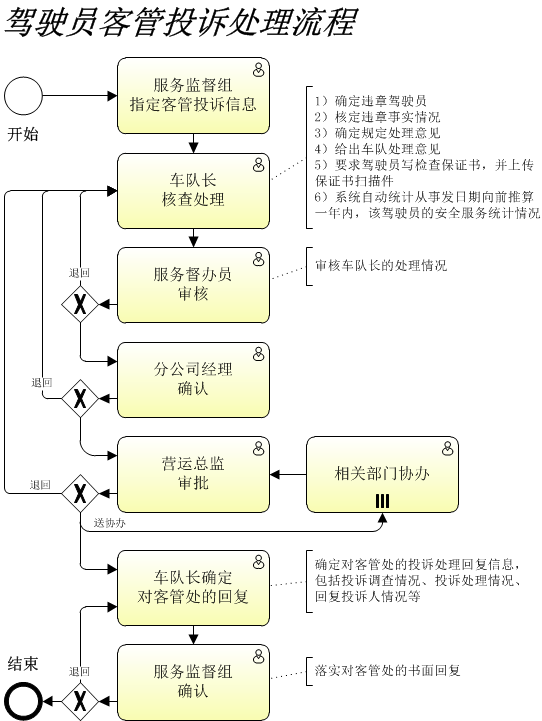 驾驶员客管投诉处理流程
服务监督组
指定客管投诉信息
开始
1）确定违章驾驶员
2）核定违章事实情况
3）确定规定处理意见
4）给出车队处理意见
5）要求驾驶员写检查保证书，并上传
保证书扫描件
6）系统自动统计从事发日期向前推算
一年内，该驾驶员的安全服务统计情况
车队长
核查处理
服务督办员
审核
审核车队长的处理情况
退回
分公司经理
确认
退回
营运总监
审批
相关部门协办
退回
送协办
车队长确定
对客管处的回复
确定对客管处的投诉处理回复信息，
包括投诉调查情况、投诉处理情况、
回复投诉人情况等
服务监督组
确认
落实对客管处的书面回复
退回
结束